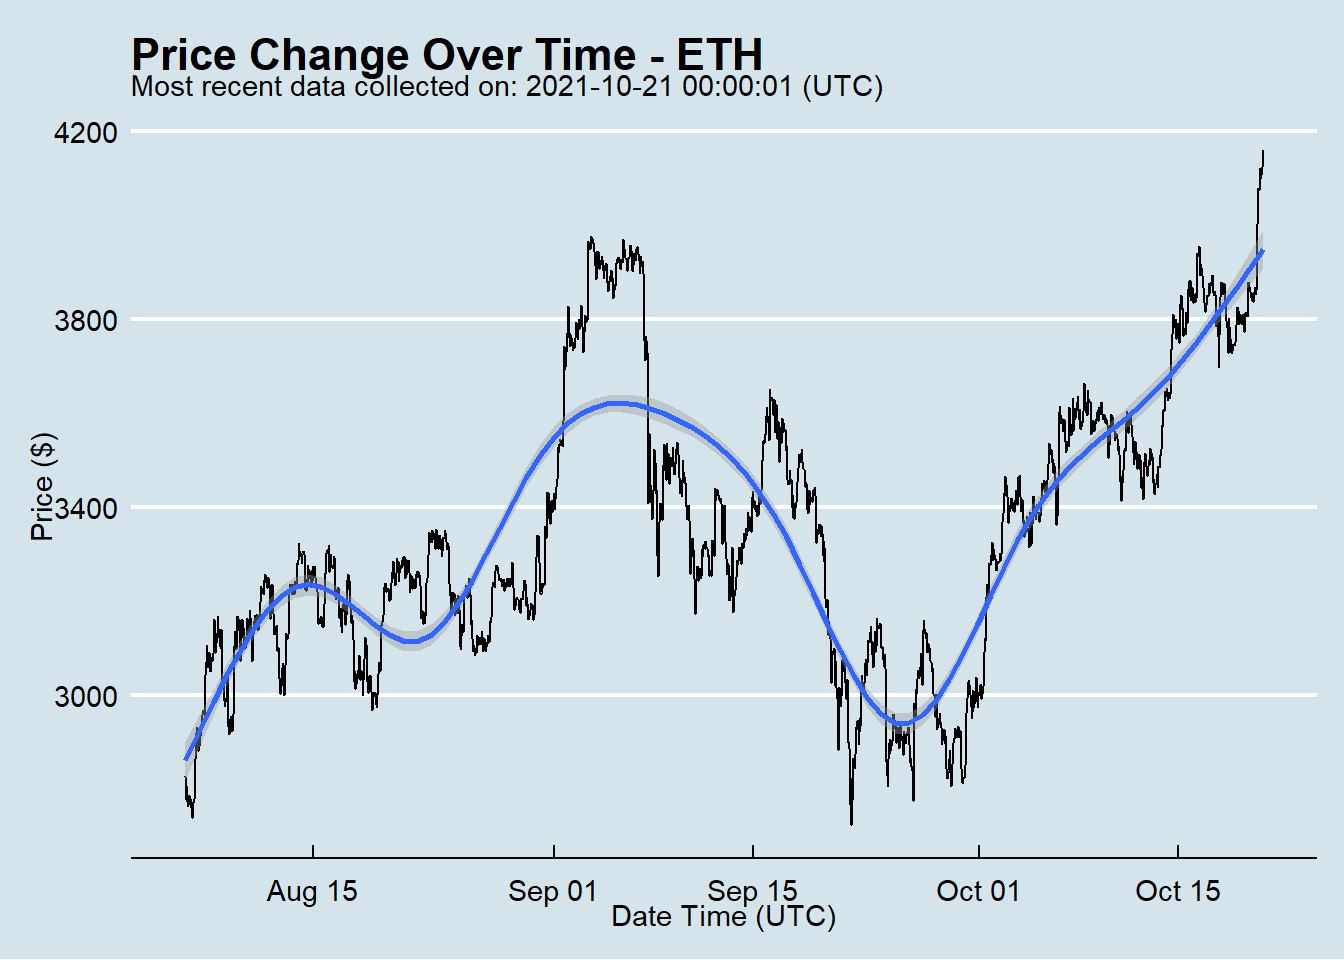 Price Change Over Time - ETH
Most recent data collected on: 2021-10-21 00:00:01 (UTC)
4200
3800
3400
3000
Price ($)
Aug 15
Sep 01
Sep 15
Oct 01
Oct 15
Date Time (UTC)